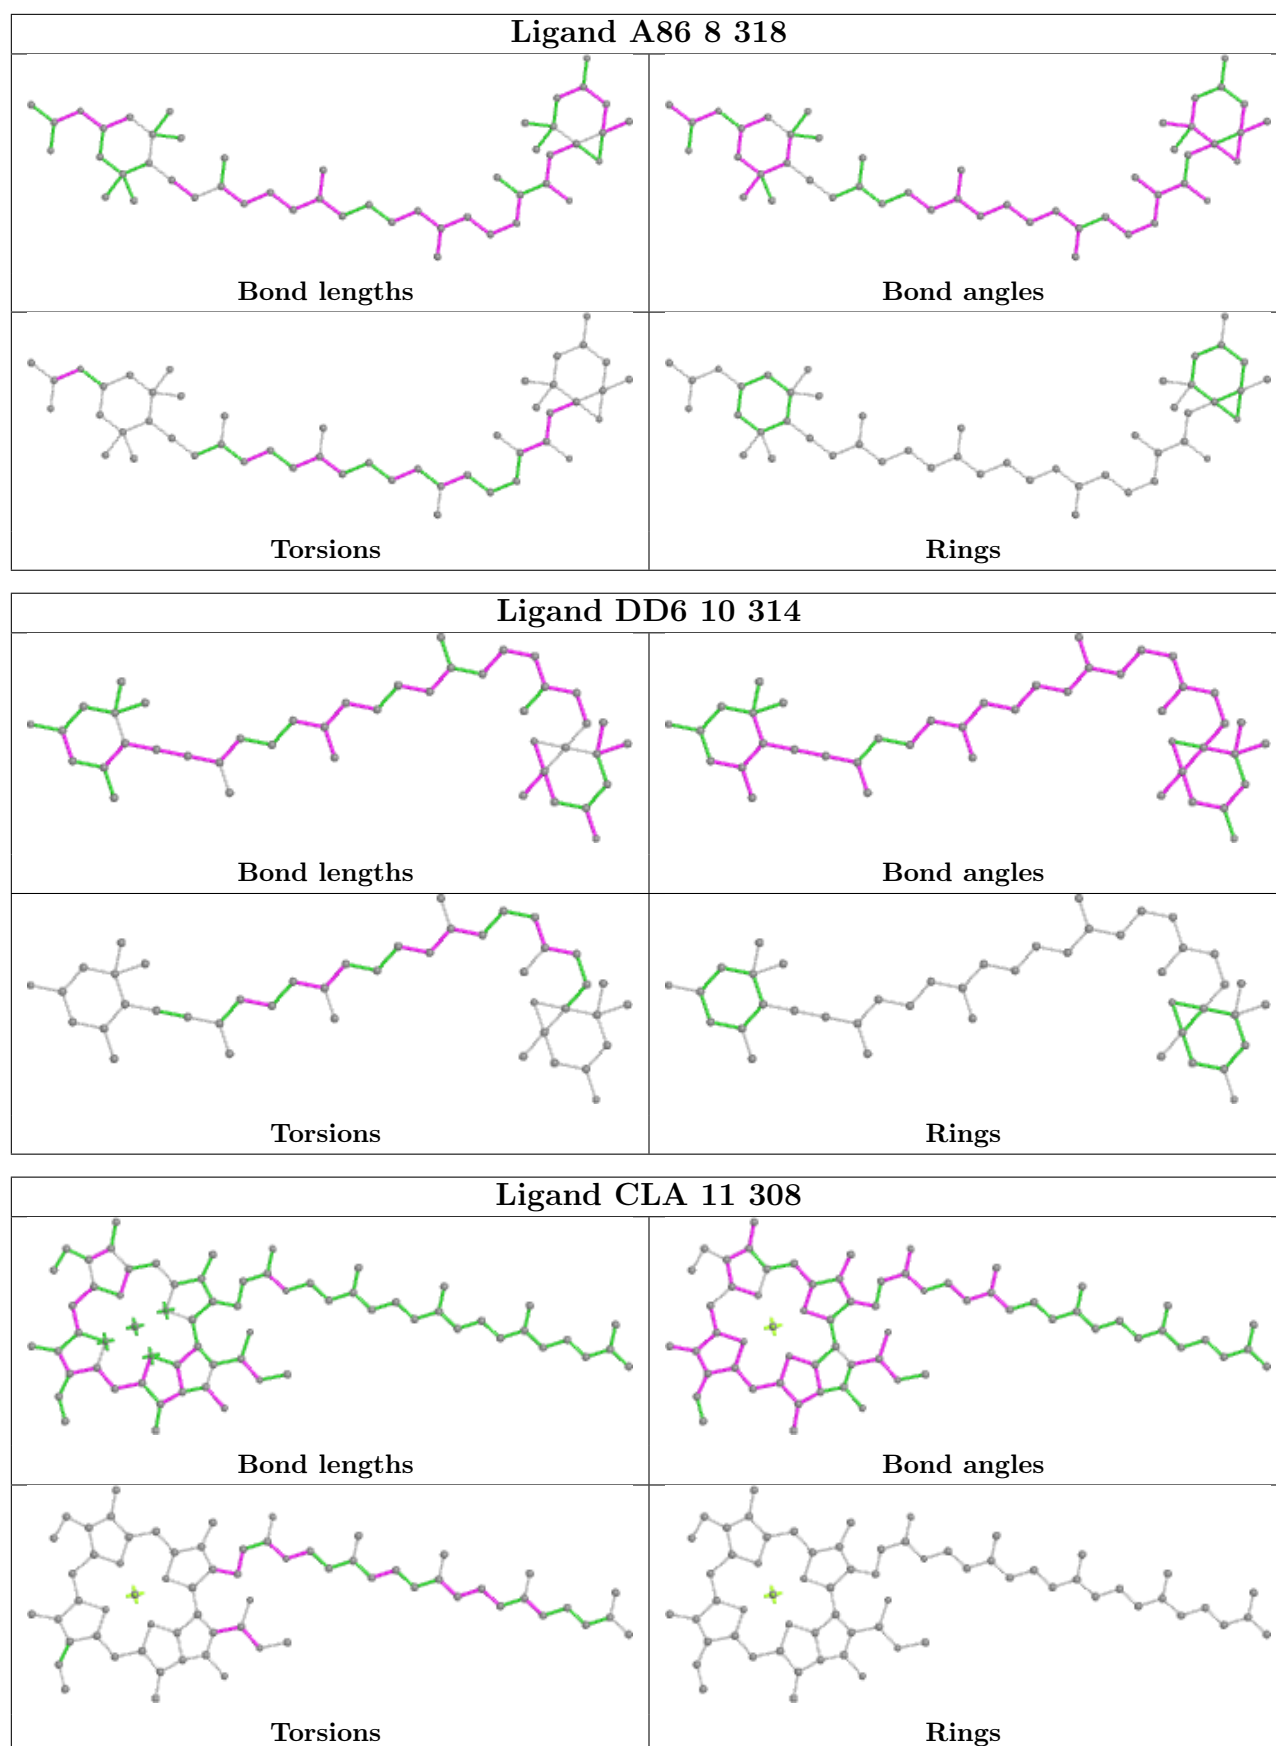 Ligand A86 8 318
Bond lengths
Bond angles
Torsions
Rings
Ligand DD6 10 314
Bond lengths
Bond angles
Torsions
Rings
Ligand CLA 11 308
Bond lengths
Bond angles
Torsions
Rings